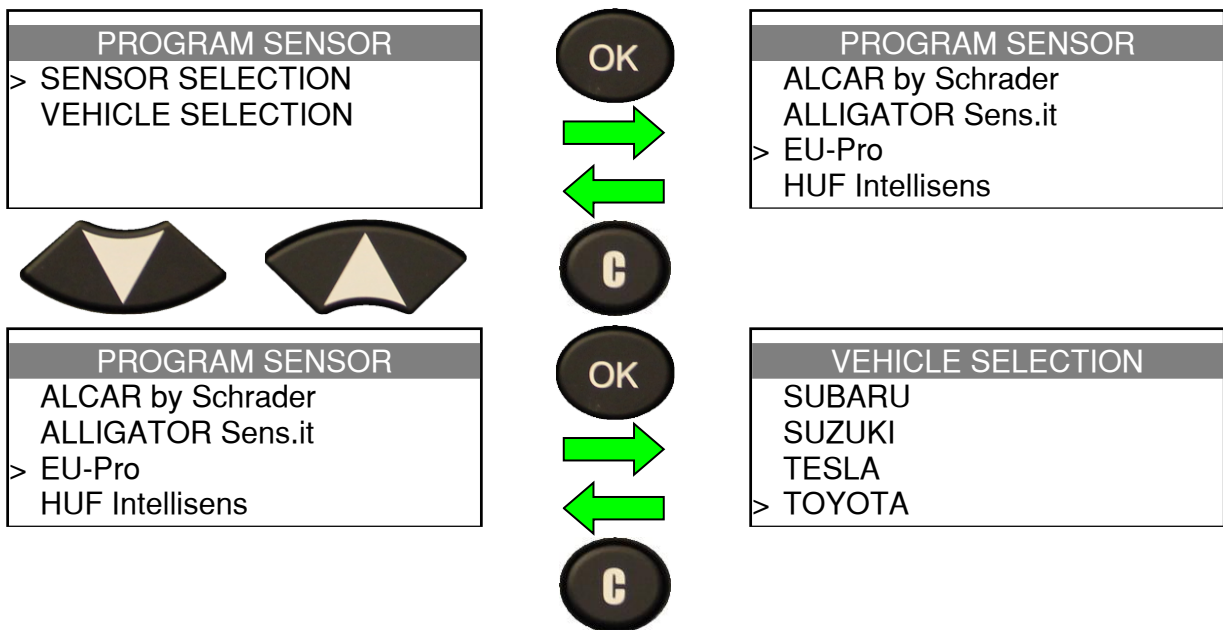 PROGRAM SENSOR
> SENSOR SELECTION
VEHICLE SELECTION
OK
PROGRAM SENSOR
ALCAR by Schrader
ALLIGATOR Sens.it
> EU-Pro
HUF Intellisens
C
PROGRAM SENSOR
ALCAR by Schrader
ALLIGATOR Sens.it
> EU-Pro
HUF Intellisens
OK
VEHICLE SELECTION
SUBARU
SUZUKI
TESLA
> TOYOTA
C